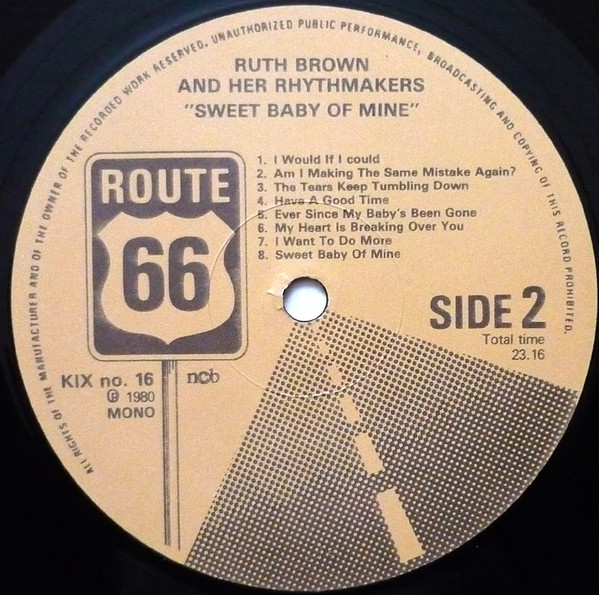 ALL RIGHTS OF THE MANUFACTURER AND OF THE OWNER OF THE RECORDED WORK RESERVED. UNAUTHORIZED PUBLIC PERFORMANCE, BROADCASTING AND COPYING OF THIS RECORD PROHIBITED.
RUTH BROWN
AND HER RHYTHMAKERS
"SWEET BABY OF MINE"
1. I Would If I could
2. Am I Making The Same Mistake Again?
3. The Tears Keep Tumbling Down
4. Have A Good Time
5. Ever Since My Baby's Been Gone
6. My Heart Is Breaking Over You
7. I Want To Do More
8. Sweet Baby Of Mine
ROUTE
66
SIDE 2
Total time
23.16
KIX no. 16
ncb
℗ 1980
MONO